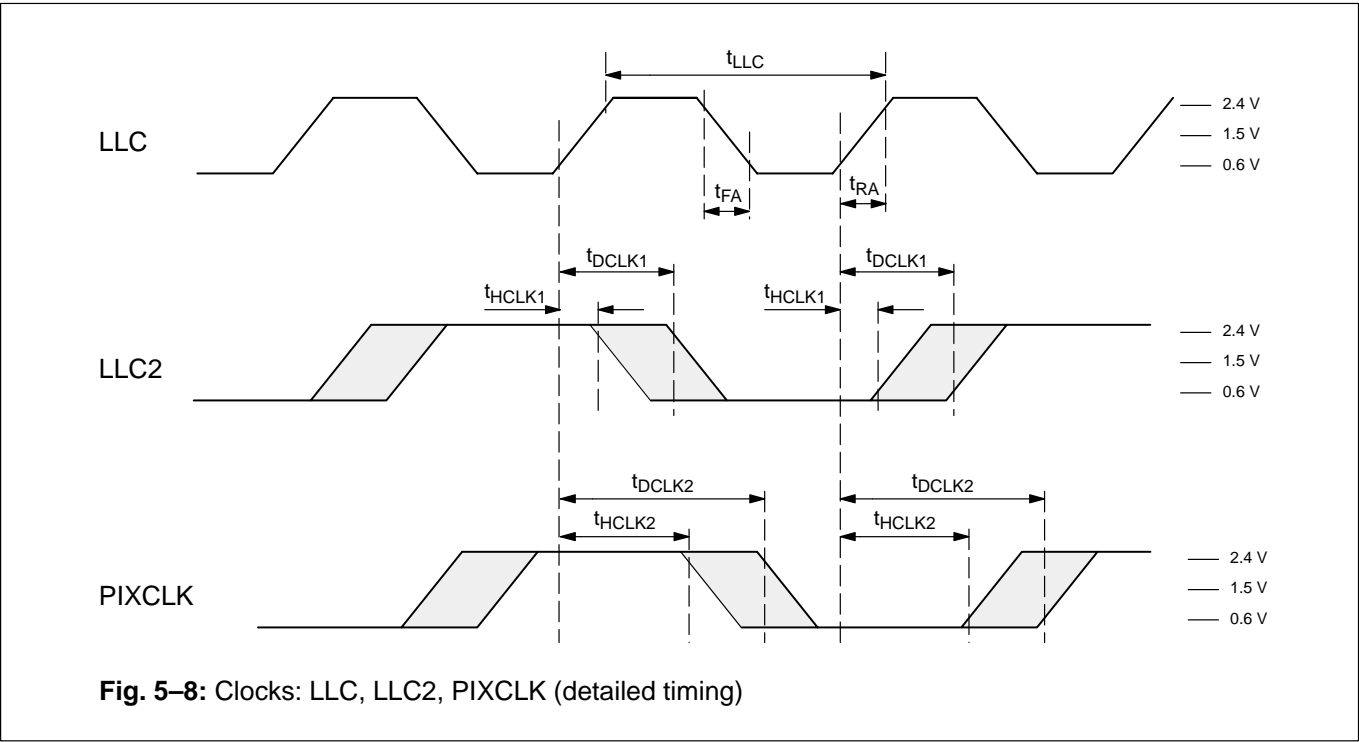 tLLC
LLC
2.4 V
1.5 V
0.6 V
tFA
tRA
tDCLK1
tDCLK1
tHCLK1
tHCLK1
LLC2
2.4 V
1.5 V
0.6 V
tDCLK2
tDCLK2
tHCLK2
tHCLK2
PIXCLK
2.4 V
1.5 V
0.6 V
Fig. 5–8: Clocks: LLC, LLC2, PIXCLK (detailed timing)